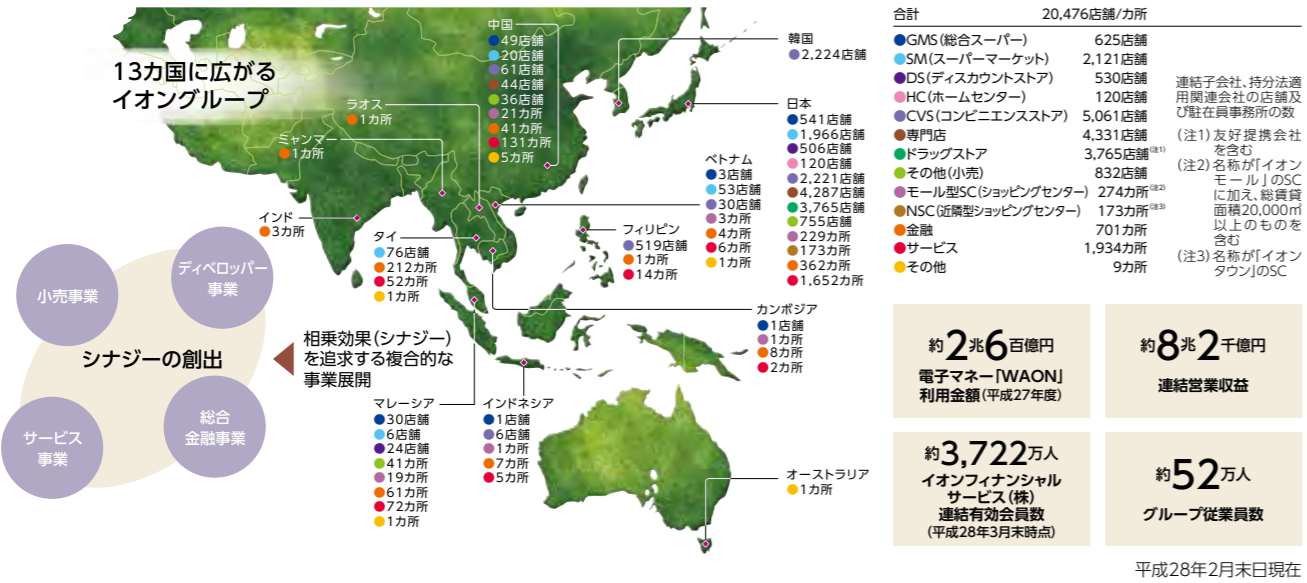 13カ国に広がる
イオングループ
中国
49店舗
20店舗
61店舗
44店舗
36店舗
21カ所
41カ所
131カ所
5カ所
韓国
2,224店舗
日本
541店舗
1,966店舗
506店舗
120店舗
2,221店舗
4,287店舗
3,765店舗
755店舗
229カ所
173カ所
362カ所
1,652カ所
ラオス
1カ所
ミャンマー
1カ所
インド
3カ所
タイ
76店舗
212カ所
52カ所
1カ所
ベトナム
3店舗
53店舗
30店舗
3カ所
4カ所
6カ所
1カ所
フィリピン
519店舗
1カ所
14カ所
カンボジア
1店舗
1カ所
8カ所
2カ所
マレーシア
30店舗
6店舗
24店舗
41カ所
19カ所
61カ所
72カ所
1カ所
インドネシア
1店舗
6店舗
1カ所
7カ所
5カ所
オーストラリア
1カ所
小売事業
ディベロッパー
事業
シナジーの創出
サービス
事業
総合
金融事業
相乗効果(シナジー)
を追求する複合的な
事業展開
合計 20,476店舗/カ所
GMS(総合スーパー) 625店舗
SM(スーパーマーケット) 2,121店舗
DS(ディスカウントストア) 530店舗
HC(ホームセンター) 120店舗
CVS(コンビニエンスストア) 5,061店舗
専門店 4,331店舗
ドラッグストア 3,765店舗(注1)
その他(小売) 832店舗
モール型SC(ショッピングセンター) 274カ所(注2)
NSC(近隣型ショッピングセンター) 173カ所(注3)
金融 701カ所
サービス 1,934カ所
その他 9カ所
連結子会社、持分法適
用関連会社の店舗及
び駐在員事務所の数
(注1)友好提携会社
を含む
(注2)名称が「イオン
モール」のSC
に加え、総賃貸
面積20,000㎡
以上のものを
含む
(注3)名称が「イオン
タウン」のSC
約2兆6百億円
電子マネー「WAON」
利用金額(平成27年度)
約8兆2千億円
連結営業収益
約3,722万人
イオンフィナンシャル
サービス(株)
連結有効会員数
(平成28年3月末時点)
約52万人
グループ従業員数
平成28年2月末日現在